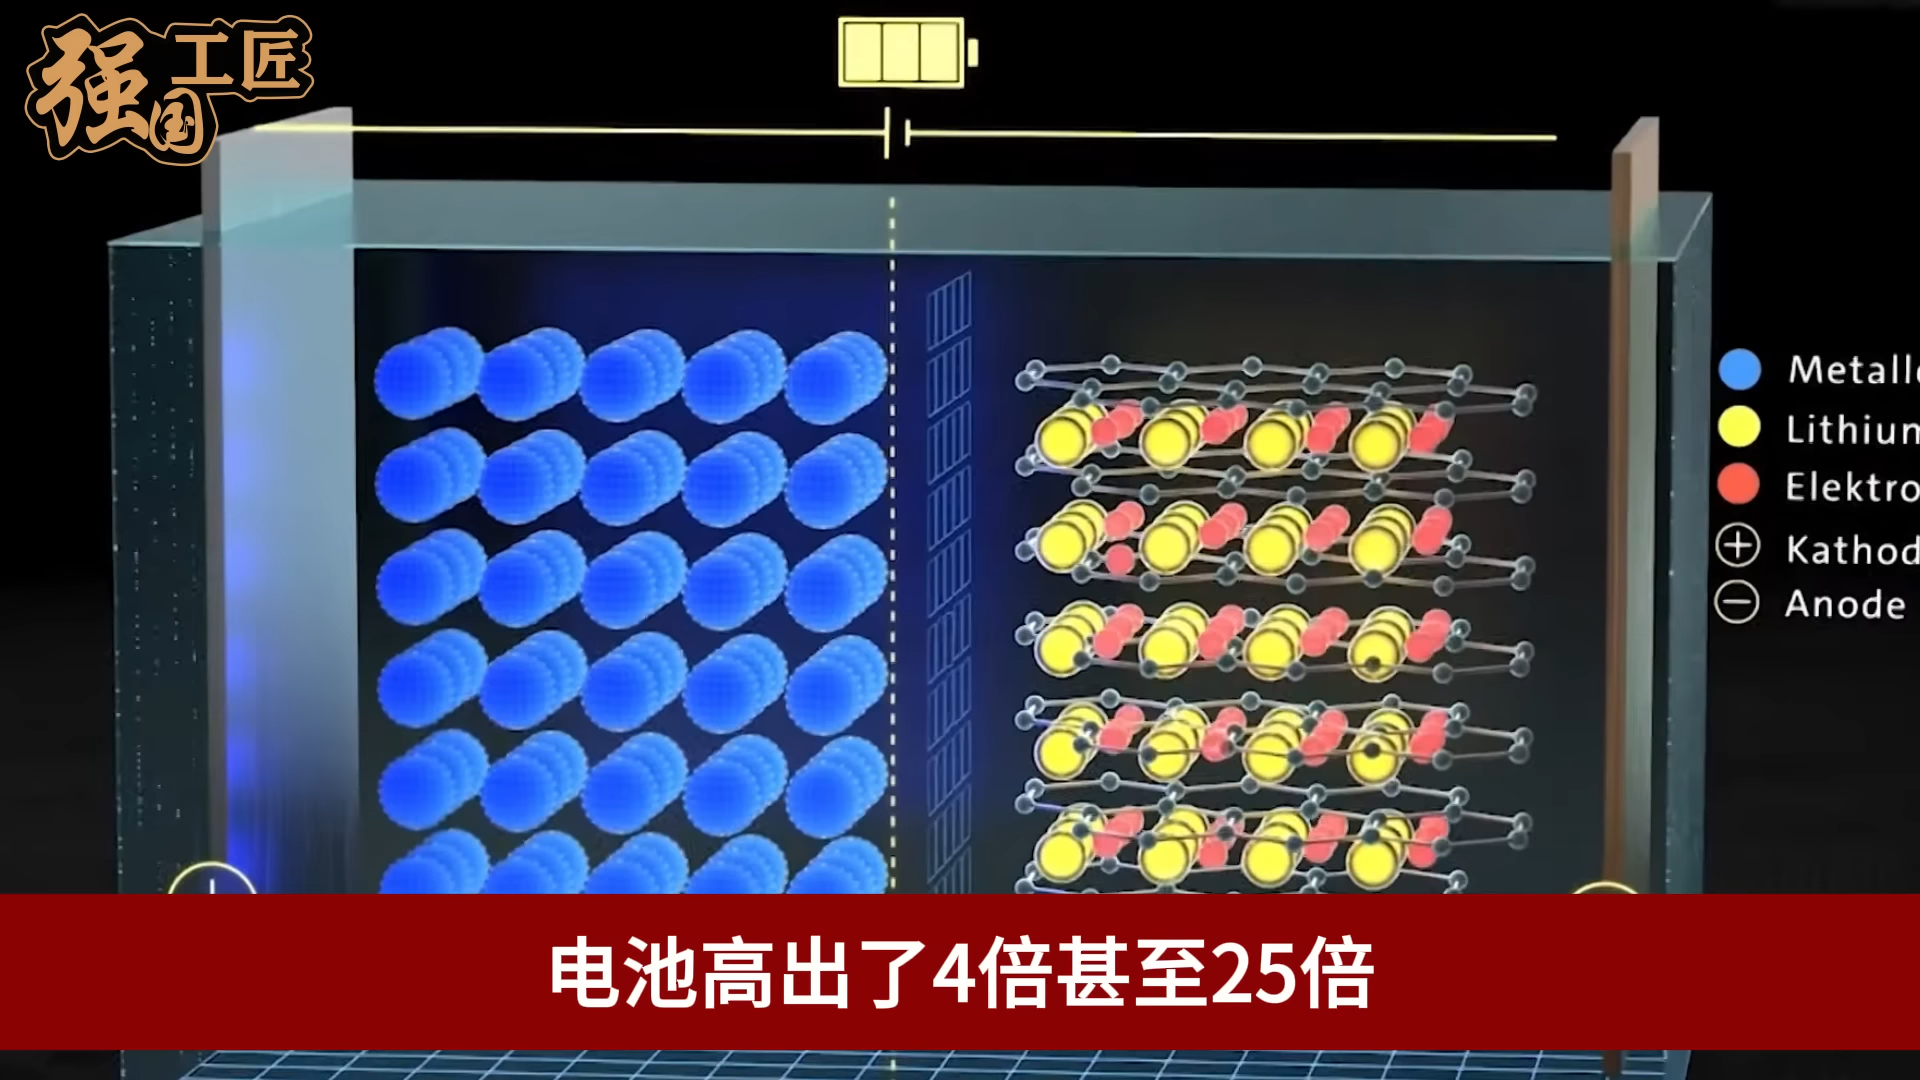 强国工匠
Metall
Lithium
Elektro
Kathod
Anode
电池高出了4倍甚至25倍